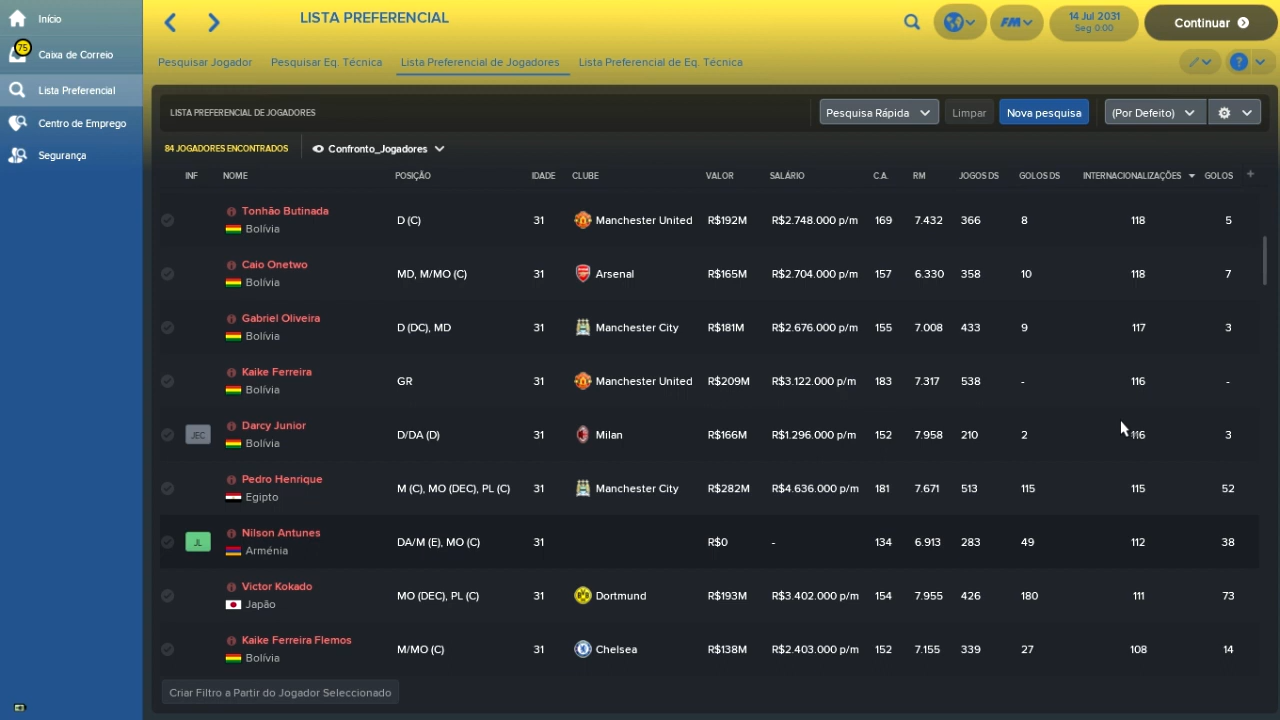 Início
LISTA PREFERENCIAL
14 Jul 2031
Seg 0:00
FM
Continuar
75
Caixa de Correio
Lista Preferencial
Centro de Emprego
Segurança
Pesquisar Jogador
Pesquisar Eq. Técnica
Lista Preferencial de Jogadores
Lista Preferencial de Eq. Técnica
?
LISTA PREFERENCIAL DE JOGADORES
Pesquisa Rápida
Limpar
Nova pesquisa
(Por Defeito)
84 JOGADORES ENCONTRADOS
Confronto_Jogadores
INF NOME POSIÇÃO IDADE CLUBE VALOR SALÁRIO C.A. RM JOGOS DS GOLOS DS INTERNACIONALIZAÇÕES GOLOS +
Tonhão Butinada
Bolívia
D (C) 31 Manchester United R$192M R$2.748.000 p/m 169 7.432 366 8 118 5
Caio Onetwo
Bolívia
MD, M/MO (C) 31 Arsenal R$165M R$2.704.000 p/m 157 6.330 358 10 118 7
Gabriel Oliveira
Bolívia
D (DC), MD 31 Manchester City R$181M R$2.676.000 p/m 155 7.008 433 9 117 3
Kaike Ferreira
Bolívia
GR 31 Manchester United R$209M R$3.122.000 p/m 183 7.317 538 - 116 -
JEC
Darcy Junior
Bolívia
D/DA (D) 31 Milan R$166M R$1.296.000 p/m 152 7.958 210 2 116 3
Pedro Henrique
Egipto
M (C), MO (DEC), PL (C) 31 Manchester City R$282M R$4.636.000 p/m 181 7.671 513 115 115 52
JL
Nilson Antunes
Arménia
DA/M (E), MO (C) 31 R$0 - 134 6.913 283 49 112 38
Victor Kokado
Japão
MO (DEC), PL (C) 31 Dortmund R$193M R$3.402.000 p/m 154 7.955 426 180 111 73
Kaike Ferreira Flemos
Bolívia
M/MO (C) 31 Chelsea R$138M R$2.403.000 p/m 152 7.155 339 27 108 14
Criar Filtro a Partir do Jogador Seleccionado